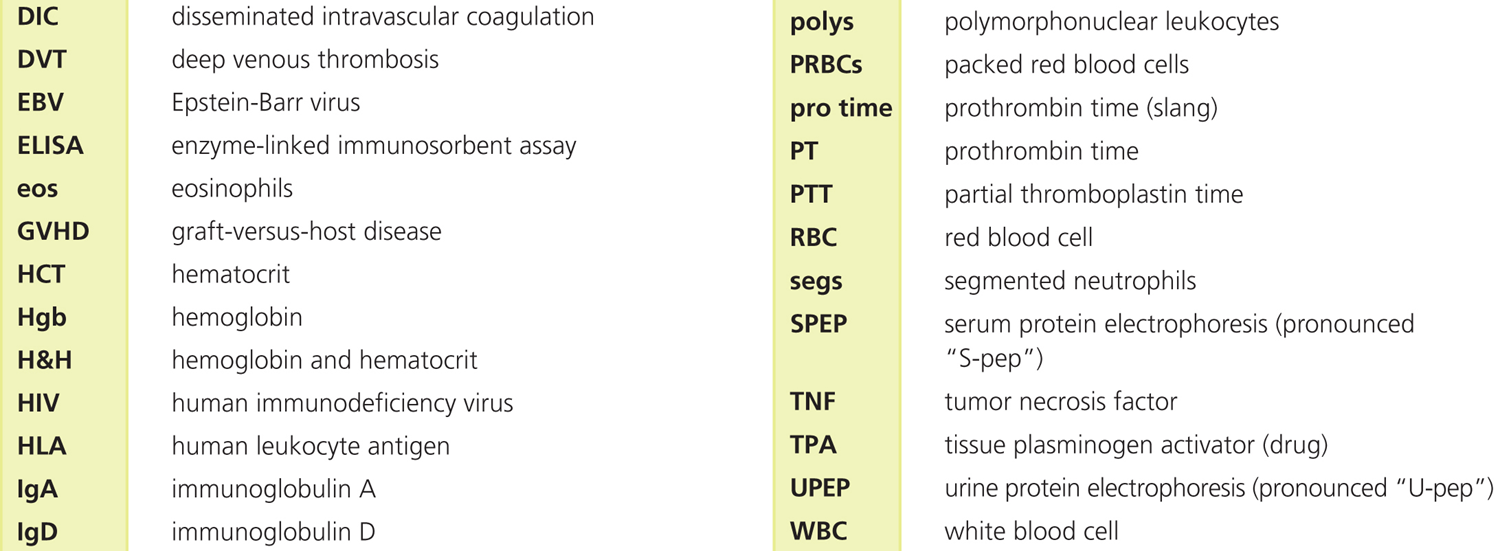 DIC disseminated intravascular coagulation
DVT deep venous thrombosis
EBV Epstein-Barr virus
ELISA enzyme-linked immunosorbent assay
eos eosinophils
GVHD graft-versus-host disease
HCT hematocrit
Hgb hemoglobin
H&H hemoglobin and hematocrit
HIV human immunodeficiency virus
HLA human leukocyte antigen
IgA immunoglobulin A
IgD immunoglobulin D
polys polymorphonuclear leukocytes
PRBCs packed red blood cells
pro time prothrombin time (slang)
PT prothrombin time
PTT partial thromboplastin time
RBC red blood cell
segs segmented neutrophils
SPEP serum protein electrophoresis (pronounced
“S-pep”)
TNF tumor necrosis factor
TPA tissue plasminogen activator (drug)
UPEP urine protein electrophoresis (pronounced “U-pep”)
WBC white blood cell